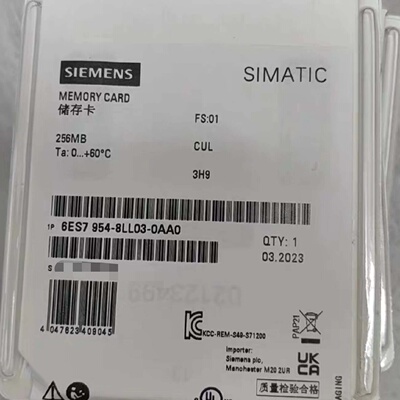 SIEMENS
SIMATIC
MEMORY CARD
储存卡
FS:01
256MB
CUL
Ta: 0...+60°C
3H9
1P 6ES7 954-8LL03-0AA0
QTY: 1
03.2023
S
4 047623 409045
KCC-REM-S49-S71200
PAP21
Importer:
Siemens plc,
Manchester M20 2UR
UK
CA
质量检验合格